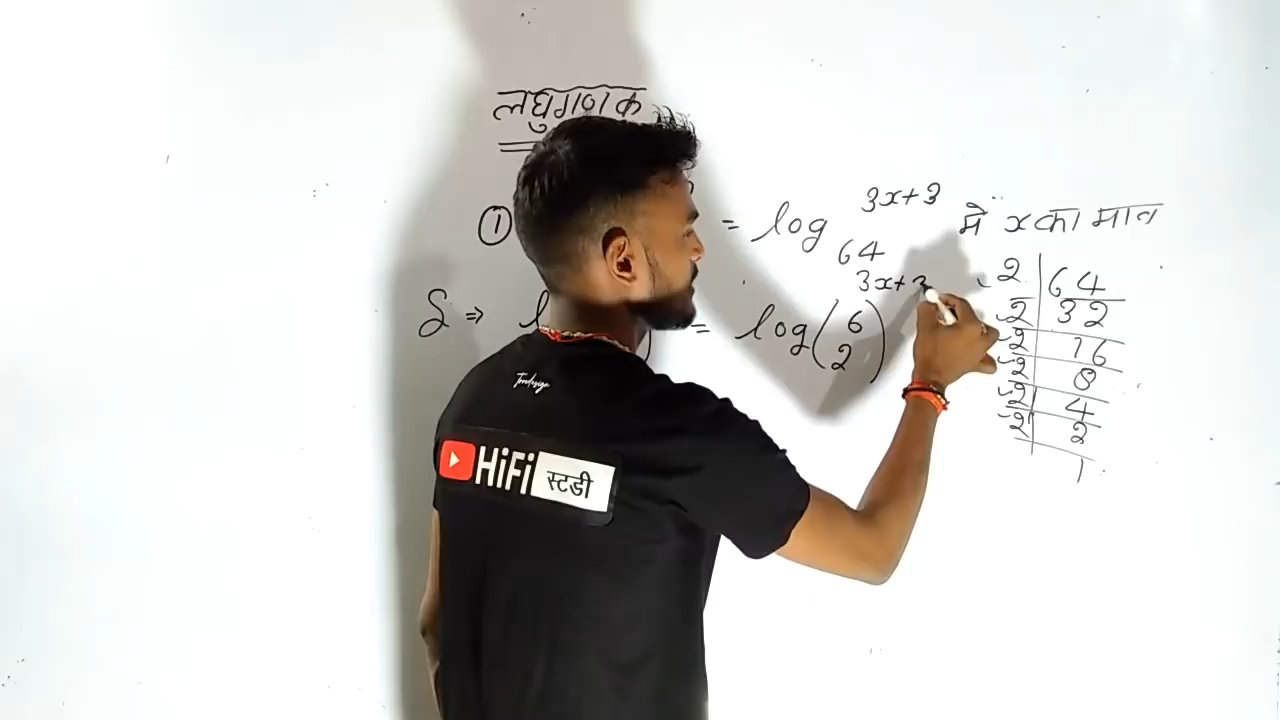 लघुगणक
① = log 64 3x+3 में x का मान
S ⇒ l ) = log(2 6) 3x+3
2 | 64
2 | 32
2 | 16
2 | 8
2 | 4
2 | 2
1
Tondesign
HiFi स्टडी